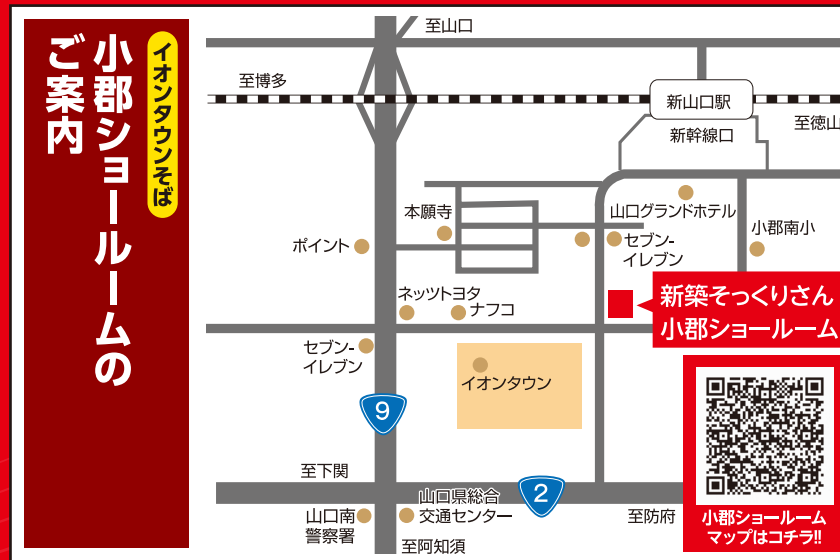 イオンタウンそば
小郡ショールームの
ご案内
至山口
至博多
新山口駅
新幹線口
至徳山
本願寺
山口グランドホテル
小郡南小
ポイント
セブン-
イレブン
ネッツトヨタ
ナフコ
新築そっくりさん
小郡ショールーム
セブン-
イレブン
イオンタウン
9
至下関
山口県総合
交通センター
2
山口南
警察署
至防府
至阿知須
小郡ショールーム
マップはコチラ!!